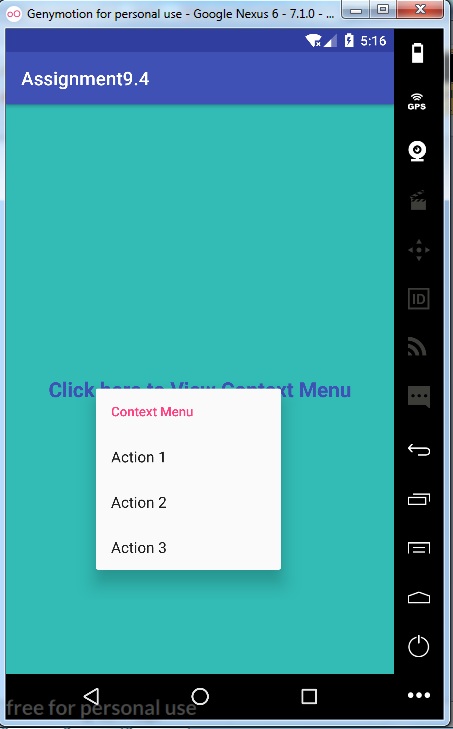 Genymotion for personal use - Google Nexus 6 - 7.1.0 - ...
5:16
Assignment9.4
GPS
ID
Click here to View Context Menu
Context Menu
Action 1
Action 2
Action 3
free for personal use